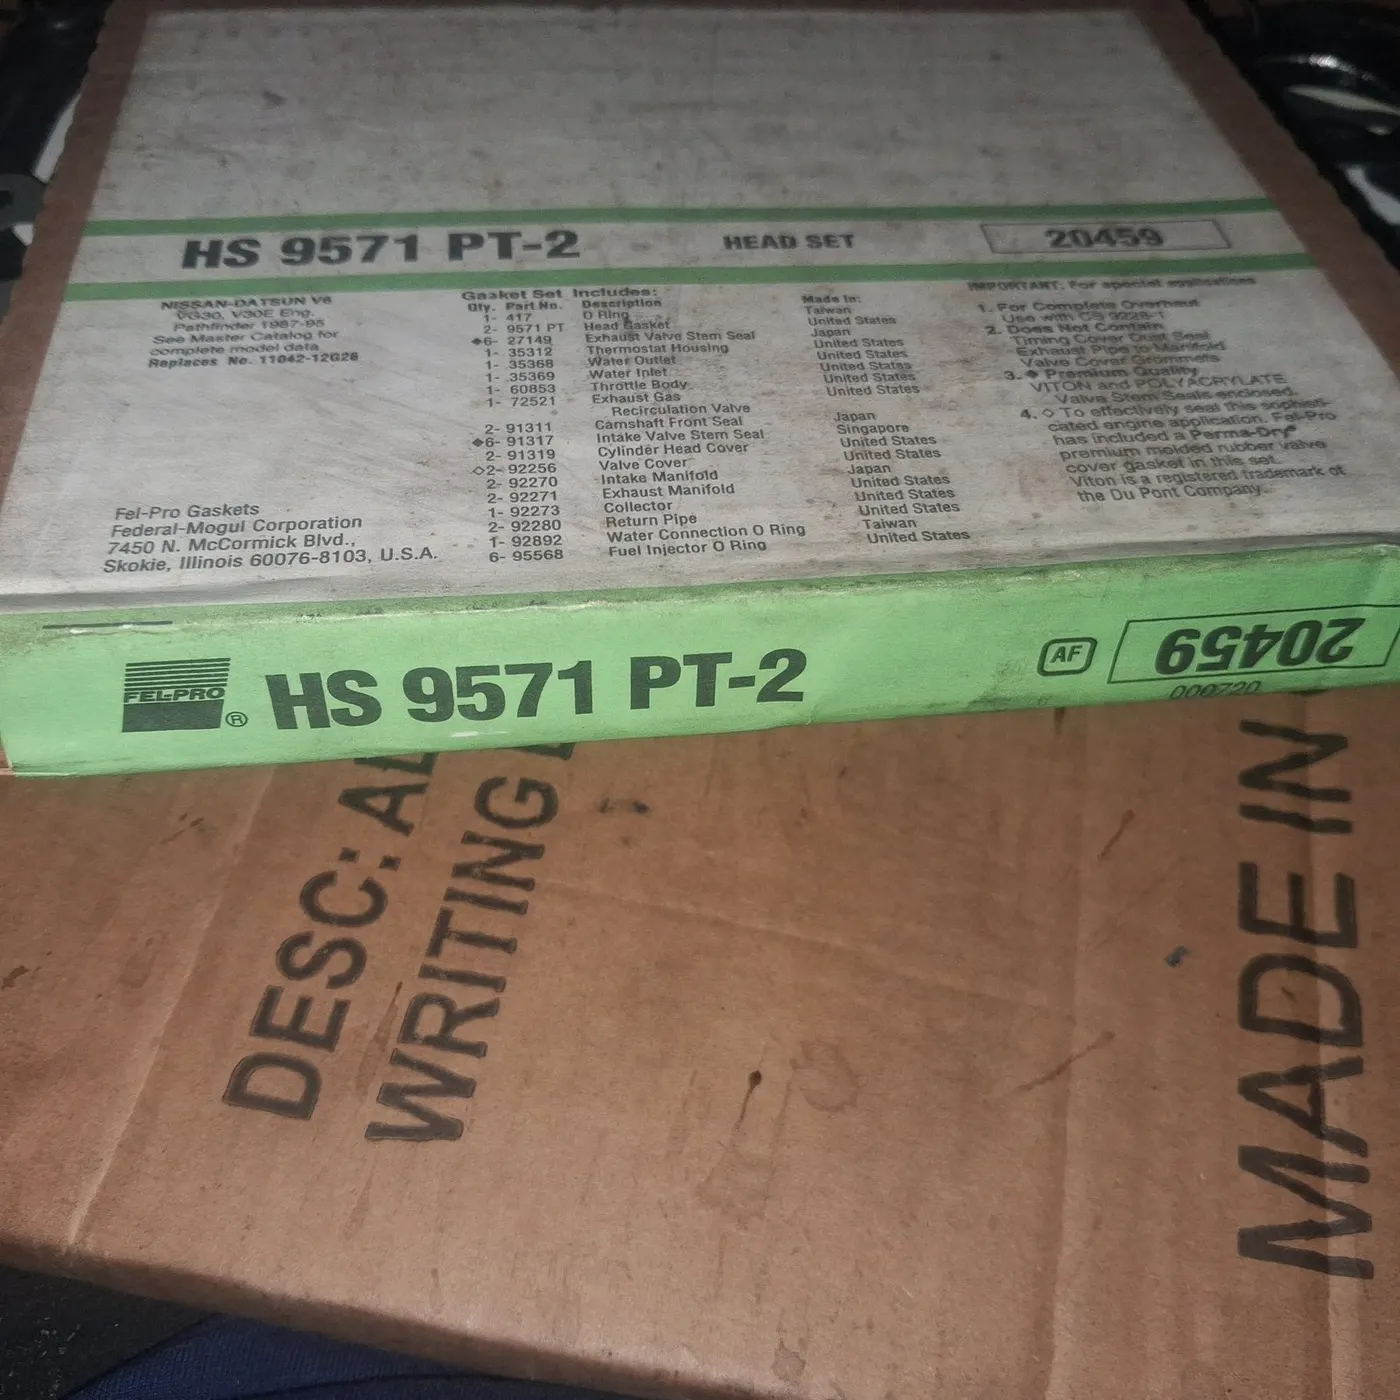 HS 9571 PT-2 HEAD SET 20459
NISSAN-DATSUN V6
VG30, V30E Eng.
Pathfinder 1987-95
See Master Catalog for
complete model data
Replaces No. 11042-12G26
Gasket Set Includes:
Qty. Part No. Description Made In:
1- 417 O Ring Taiwan
2- 9571 PT Head Gasket United States
◆6- 27149 Exhaust Valve Stem Seal Japan
1- 35312 Thermostat Housing United States
1- 35368 Water Outlet United States
1- 35369 Water Inlet United States
1- 60853 Throttle Body United States
1- 72521 Exhaust Gas United States
Recirculation Valve
2- 91311 Camshaft Front Seal Japan
◆6- 91317 Intake Valve Stem Seal Singapore
2- 91319 Cylinder Head Cover United States
◇2- 92256 Valve Cover United States
2- 92270 Intake Manifold Japan
2- 92271 Exhaust Manifold United States
1- 92273 Collector United States
2- 92280 Return Pipe United States
1- 92892 Water Connection O Ring Taiwan
6- 95568 Fuel Injector O Ring United States
IMPORTANT: For special applications
1. For Complete Overhaul
Use with CS
2. Does Not Contain
Timing Cover Dust Seal
Exhaust Pipe to Manifold
Valve Cover Grommets
3. ◆ Premium Quality
VITON and POLYACRYLATE
Valve Stem Seals enclosed.
4. ◇ To effectively seal this sophisti-
cated engine application, Fel-Pro
has included a Perma-Dry®
premium molded rubber valve
cover gasket in this set.
Viton is a registered trademark of
the Du Pont Company.
Fel-Pro Gaskets
Federal-Mogul Corporation
7450 N. McCormick Blvd.,
Skokie, Illinois 60076-8103, U.S.A.
FEL-PRO ® HS 9571 PT-2 AF 20459
000720
DESC:
WRITING
MADE IN